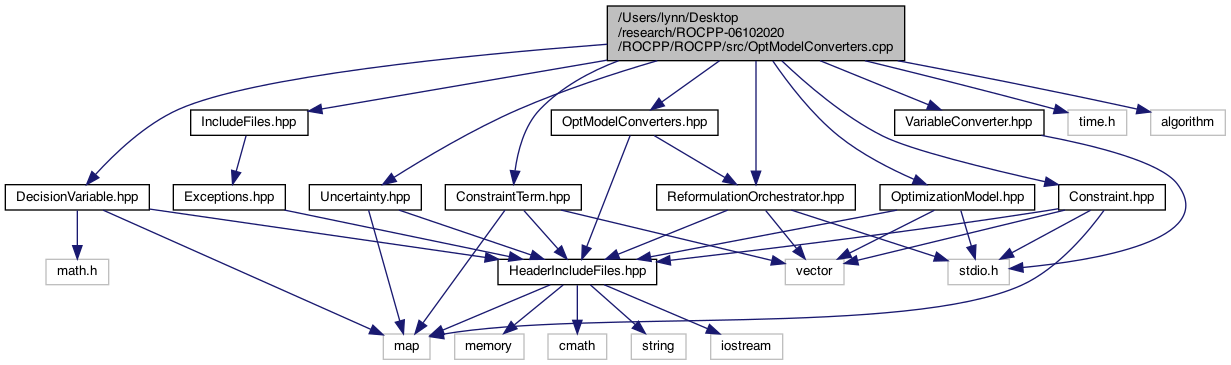 /Users/lynn/Desktop
/research/ROCPP-06102020
/ROCPP/ROCPP/src/OptModelConverters.cpp
IncludeFiles.hpp
OptModelConverters.hpp
VariableConverter.hpp
time.h
algorithm
DecisionVariable.hpp
Exceptions.hpp
Uncertainty.hpp
ConstraintTerm.hpp
ReformulationOrchestrator.hpp
OptimizationModel.hpp
Constraint.hpp
math.h
HeaderIncludeFiles.hpp
vector
stdio.h
map
memory
cmath
string
iostream